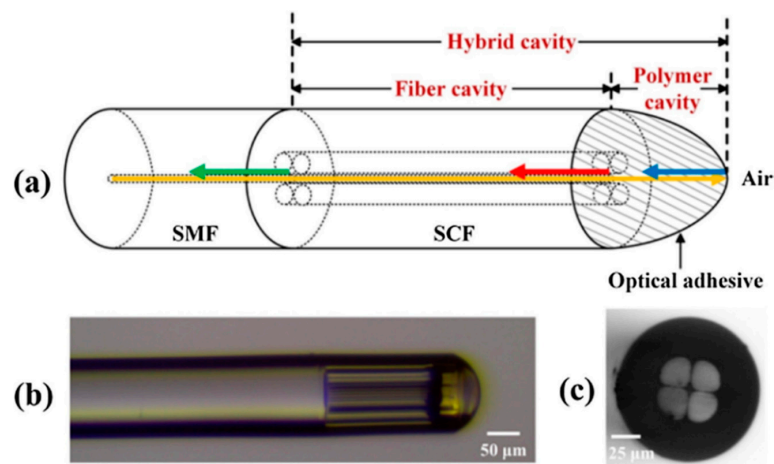 Hybrid cavity
Fiber cavity
Polymer
cavity
(a)
Air
SMF
SCF
Optical adhesive
(b)
50 μm
(c)
25 μm